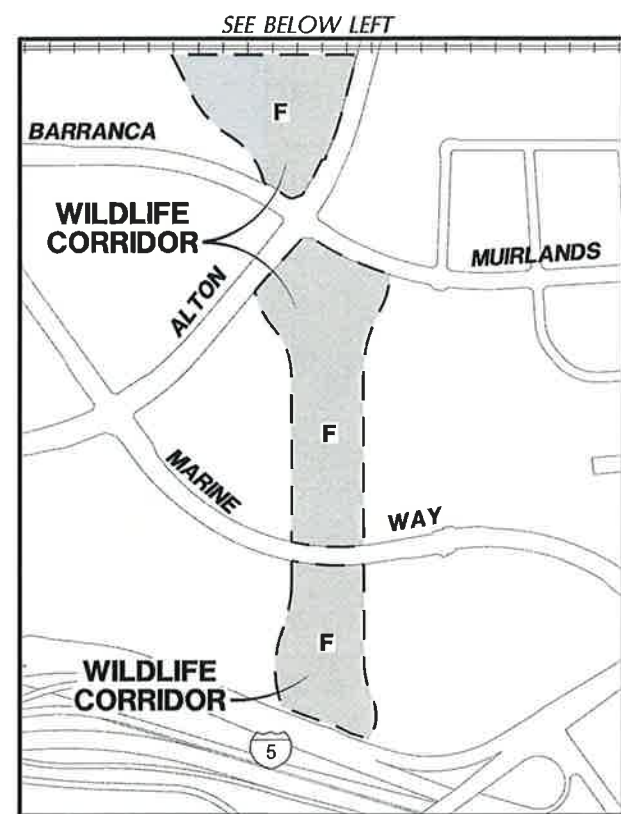 SEE BELOW LEFT
F
BARRANCA
WILDLIFE
CORRIDOR
MUIRLANDS
ALTON
F
MARINE
WAY
F
WILDLIFE
CORRIDOR
5